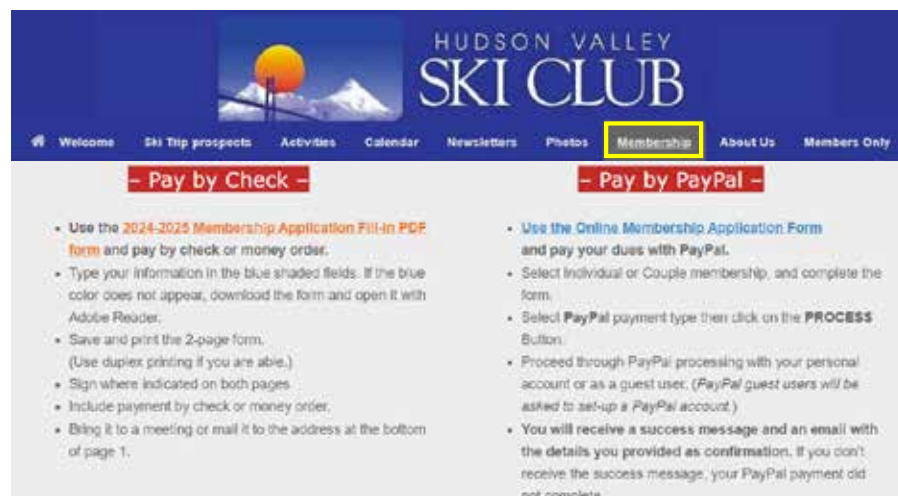 HUDSON VALLEY
SKI CLUB
Welcome Ski Trip prospects Activities Calendar Newsletters Photos Membership About Us Members Only
– Pay by Check –
• Use the 2024-2025 Membership Application Fill-in PDF
form and pay by check or money order.
• Type your information in the blue shaded fields. If the blue
color does not appear, download the form and open it with
Adobe Reader.
• Save and print the 2-page form.
(Use duplex printing if you are able.)
• Sign where indicated on both pages
• Include payment by check or money order.
• Bring it to a meeting or mail it to the address at the bottom
of page 1.
– Pay by PayPal –
• Use the Online Membership Application Form
and pay your dues with PayPal.
• Select Individual or Couple membership, and complete the
form.
• Select PayPal payment type then click on the PROCESS
Button.
• Proceed through PayPal processing with your personal
account or as a guest user. (PayPal guest users will be
asked to set-up a PayPal account.)
• You will receive a success message and an email with
the details you provided as confirmation. If you don't
receive the success message, your PayPal payment did
not complete